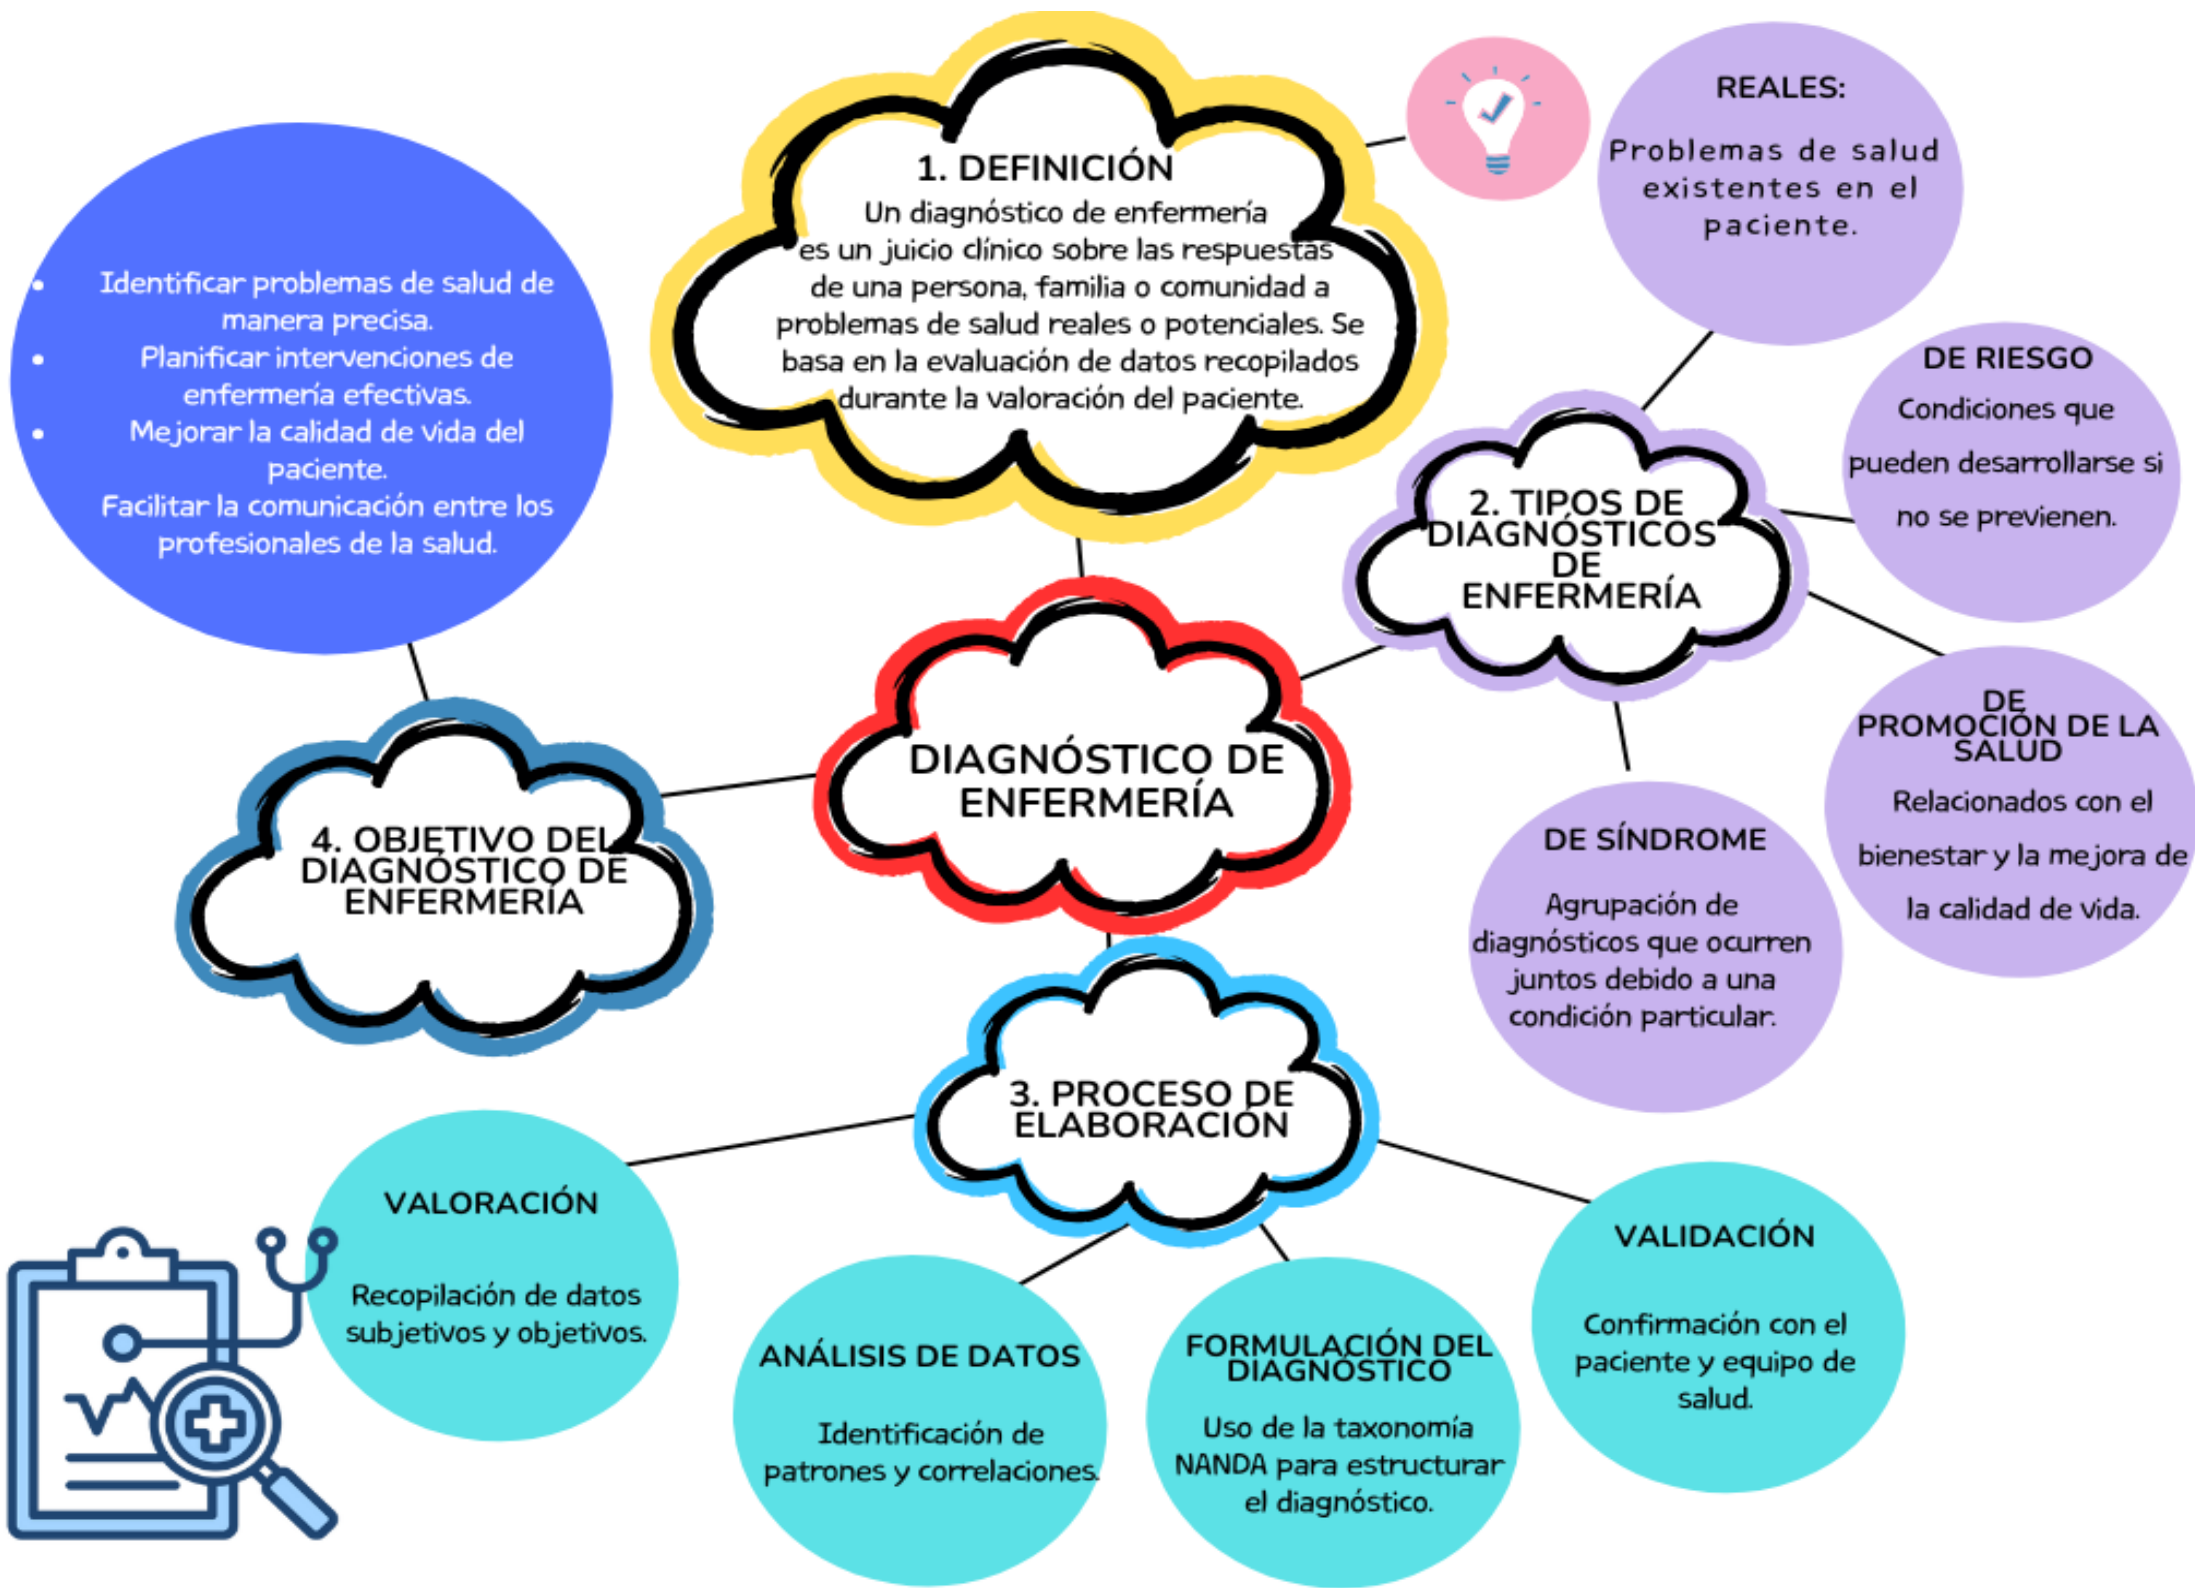 1. DEFINICIÓN
Un diagnóstico de enfermería
es un juicio clínico sobre las respuestas
de una persona, familia o comunidad a
problemas de salud reales o potenciales. Se
basa en la evaluación de datos recopilados
durante la valoración del paciente.
REALES:
Problemas de salud
existentes en el
paciente.
DE RIESGO
Condiciones que
pueden desarrollarse si
no se previenen.
2. TIPOS DE
DIAGNÓSTICOS
DE
ENFERMERÍA
DE
PROMOCIÓN DE LA
SALUD
Relacionados con el
bienestar y la mejora de
la calidad de vida.
DE SÍNDROME
Agrupación de
diagnósticos que ocurren
juntos debido a una
condición particular.
• Identificar problemas de salud de
manera precisa.
• Planificar intervenciones de
enfermería efectivas.
• Mejorar la calidad de vida del
paciente.
Facilitar la comunicación entre los
profesionales de la salud.
DIAGNÓSTICO DE
ENFERMERÍA
4. OBJETIVO DEL
DIAGNÓSTICO DE
ENFERMERÍA
3. PROCESO DE
ELABORACIÓN
VALORACIÓN
Recopilación de datos
subjetivos y objetivos.
ANÁLISIS DE DATOS
Identificación de
patrones y correlaciones.
FORMULACIÓN DEL
DIAGNÓSTICO
Uso de la taxonomía
NANDA para estructurar
el diagnóstico.
VALIDACIÓN
Confirmación con el
paciente y equipo de
salud.